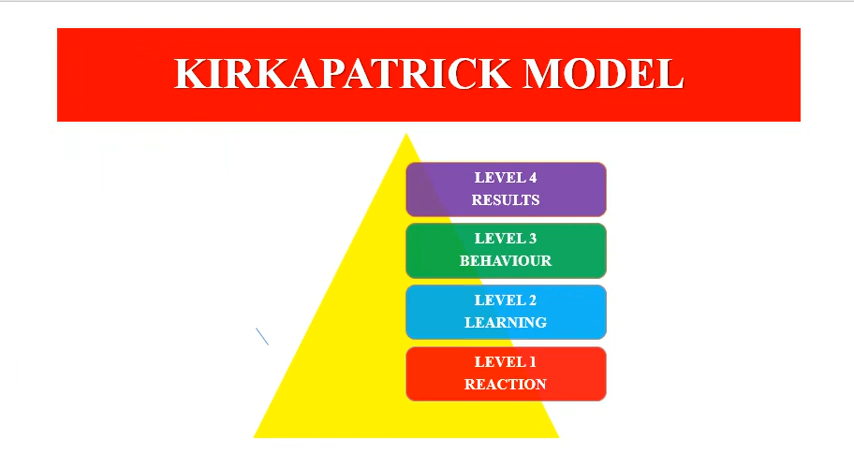 KIRKAPATRICK MODEL
LEVEL 4
RESULTS
LEVEL 3
BEHAVIOUR
LEVEL 2
LEARNING
LEVEL 1
REACTION